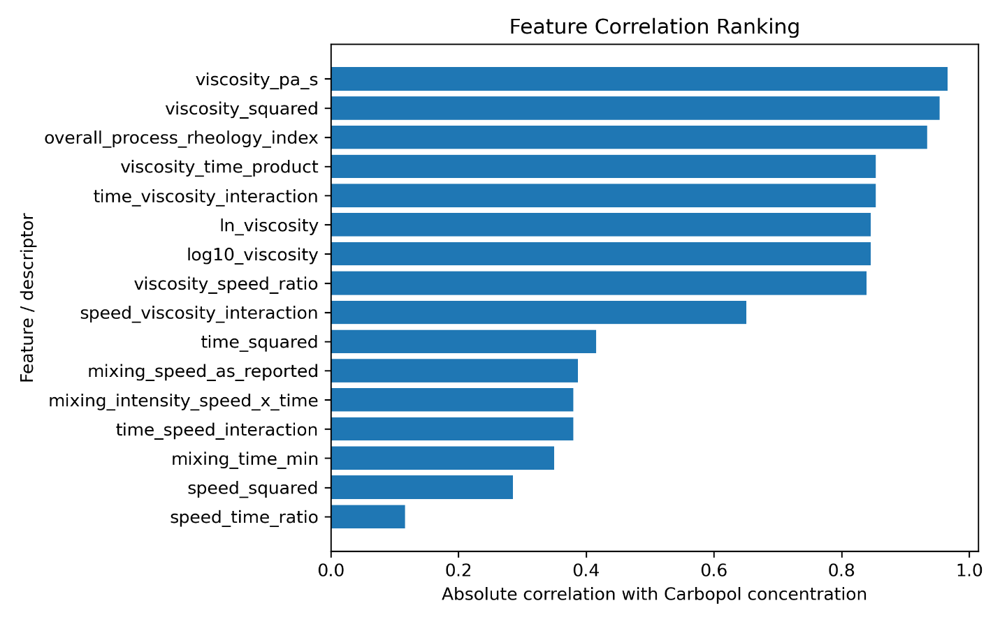 Feature Correlation Ranking
viscosity_pa_s
viscosity_squared
overall_process_rheology_index
viscosity_time_product
time_viscosity_interaction
ln_viscosity
log10_viscosity
viscosity_speed_ratio
speed_viscosity_interaction
time_squared
mixing_speed_as_reported
mixing_intensity_speed_x_time
time_speed_interaction
mixing_time_min
speed_squared
speed_time_ratio
Feature / descriptor
0.0 0.2 0.4 0.6 0.8 1.0
Absolute correlation with Carbopol concentration